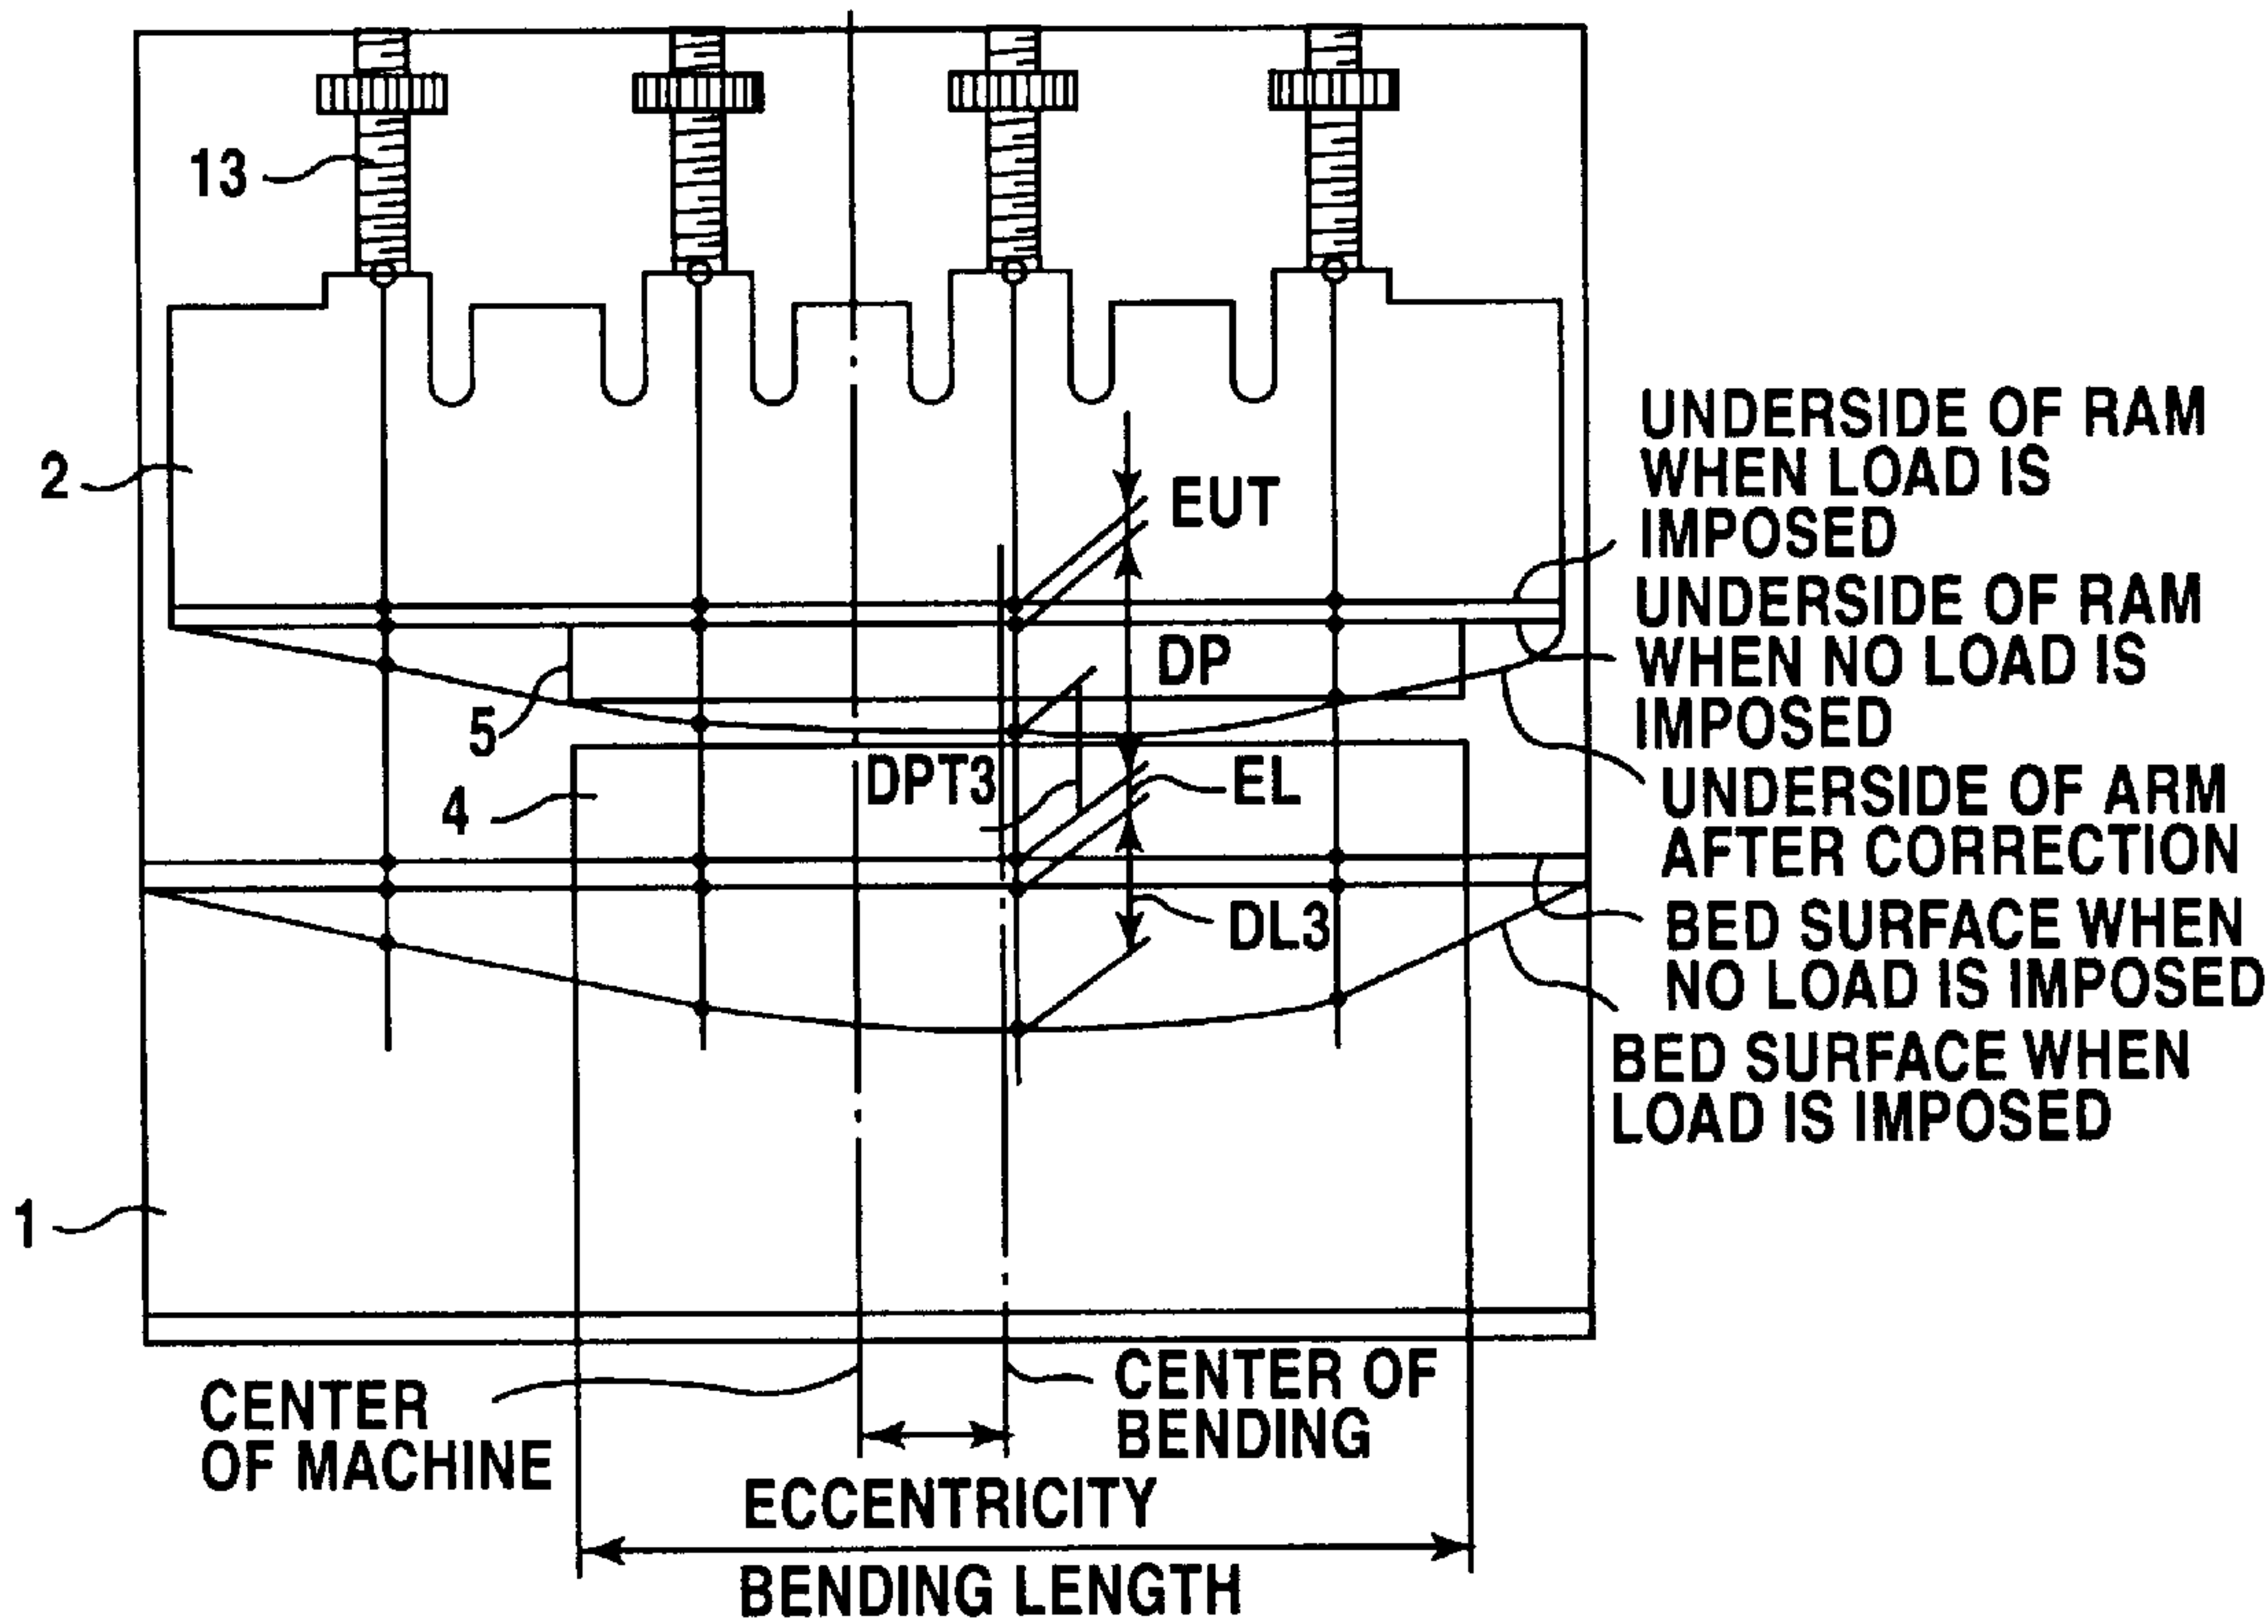 13
2
EUT
UNDERSIDE OF RAM
WHEN LOAD IS
IMPOSED
UNDERSIDE OF RAM
WHEN NO LOAD IS
IMPOSED
DP
5
DPT3
EL
4
UNDERSIDE OF ARM
AFTER CORRECTION
DL3
BED SURFACE WHEN
NO LOAD IS IMPOSED
BED SURFACE WHEN
LOAD IS IMPOSED
1
CENTER
OF MACHINE
CENTER OF
BENDING
ECCENTRICITY
BENDING LENGTH